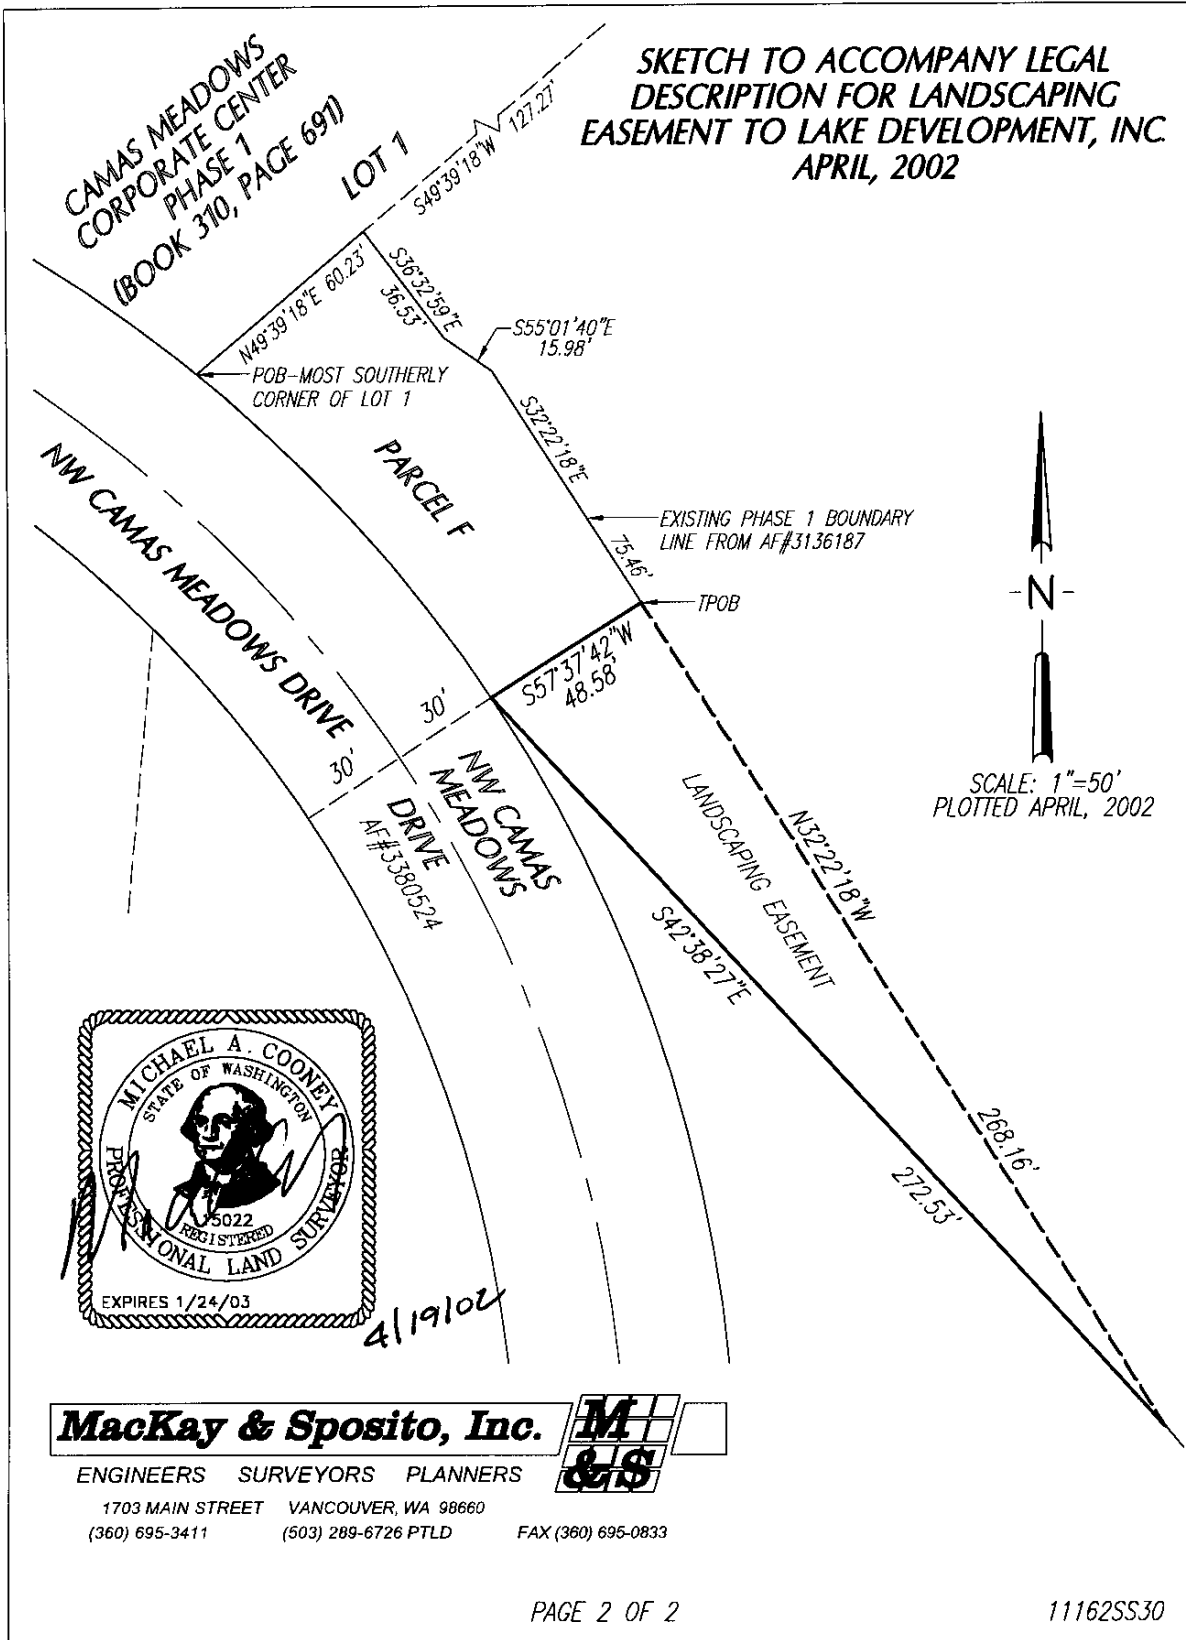 SKETCH TO ACCOMPANY LEGAL
DESCRIPTION FOR LANDSCAPING
EASEMENT TO LAKE DEVELOPMENT, INC
APRIL, 2002
CAMAS MEADOWS
CORPORATE CENTER
PHASE 1
(BOOK 310, PAGE 691)
LOT 1
S49°39'18"W 127.27'
N49°39'18"E 60.23'
S36°32'59"E
36.53'
S55°01'40"E
15.98'
POB-MOST SOUTHERLY
CORNER OF LOT 1
S32°22'18"E
75.46'
PARCEL F
NW CAMAS MEADOWS DRIVE
EXISTING PHASE 1 BOUNDARY
LINE FROM AF#3136187
TPOB
-N-
SCALE: 1"=50'
PLOTTED APRIL, 2002
S57°37'42"W
48.58'
30'
30'
NW CAMAS
MEADOWS
DRIVE
AF#3380524
LANDSCAPING EASEMENT
N32°22'18"W
268.16'
S42°38'27"E
272.53'
MICHAEL A. COONEY
STATE OF WASHINGTON
15022
REGISTERED
PROFESSIONAL LAND SURVEYOR
EXPIRES 1/24/03
4/19/02
MacKay & Sposito, Inc.
M
&S
ENGINEERS SURVEYORS PLANNERS
1703 MAIN STREET VANCOUVER, WA 98660
(360) 695-3411 (503) 289-6726 PTLD FAX (360) 695-0833
PAGE 2 OF 2
11162SS30